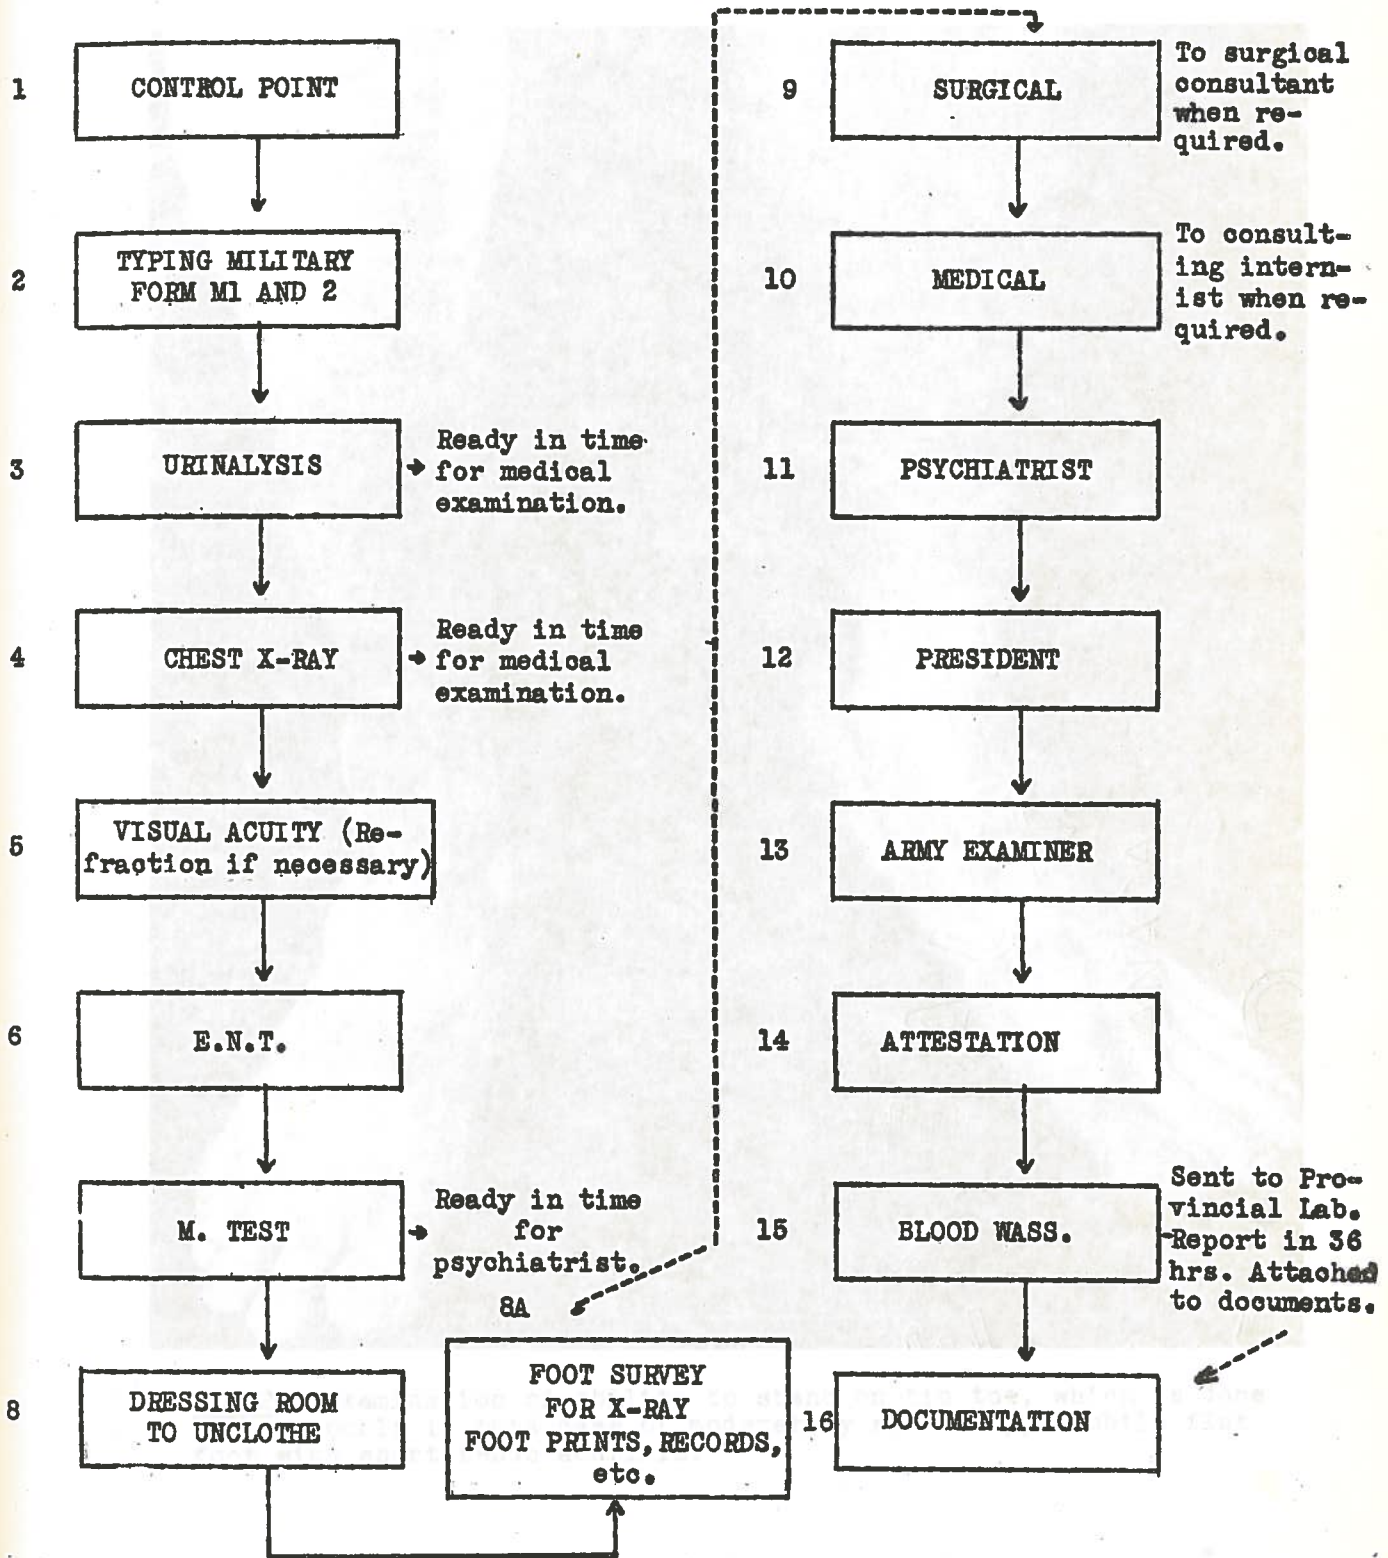 1
CONTROL POINT
2
TYPING MILITARY
FORM M1 AND 2
3
URINALYSIS
Ready in time
for medical
examination.
4
CHEST X-RAY
Ready in time
for medical
examination.
5
VISUAL ACUITY (Re-
fraction if necessary)
6
E.N.T.
M. TEST
Ready in time
for
psychiatrist.
8
DRESSING ROOM
TO UNCLOTHE
8A
FOOT SURVEY
FOR X-RAY
FOOT PRINTS, RECORDS,
etc.
9
SURGICAL
To surgical
consultant
when re-
quired.
10
MEDICAL
To consult-
ing intern-
ist when re-
quired.
11
PSYCHIATRIST
12
PRESIDENT
13
ARMY EXAMINER
14
ATTESTATION
15
BLOOD WASS.
Sent to Pro-
vincial Lab.
Report in 36
hrs. Attached
to documents.
16
DOCUMENTATION